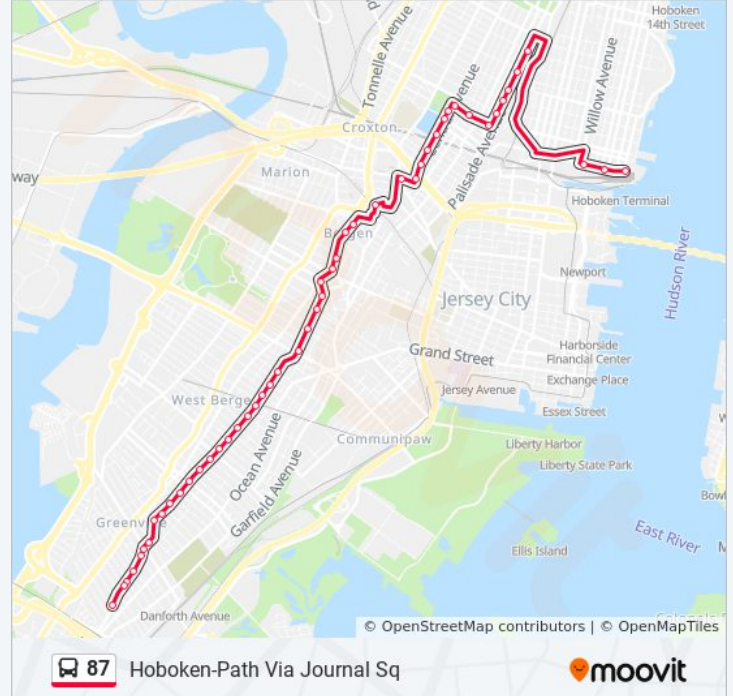 Hoboken
14th Street
Tonnelle Avenue
Willow Avenue
Croxton
Palisade
Marion
way
Hoboken Terminal
Hudson River
Newport
Jersey City
Harborside
Financial Center
Grand Street
Exchange Place
Jersey Avenue
West Berge
Essex Street
Communipaw
Ocean Avenue
Liberty Harbor
Garfield Avenue
Liberty State Park
Greenv
East River
Ellis Island
Danforth Avenue
© OpenStreetMap contributors | © OpenMapTiles
87 Hoboken-Path Via Journal Sq
moovit